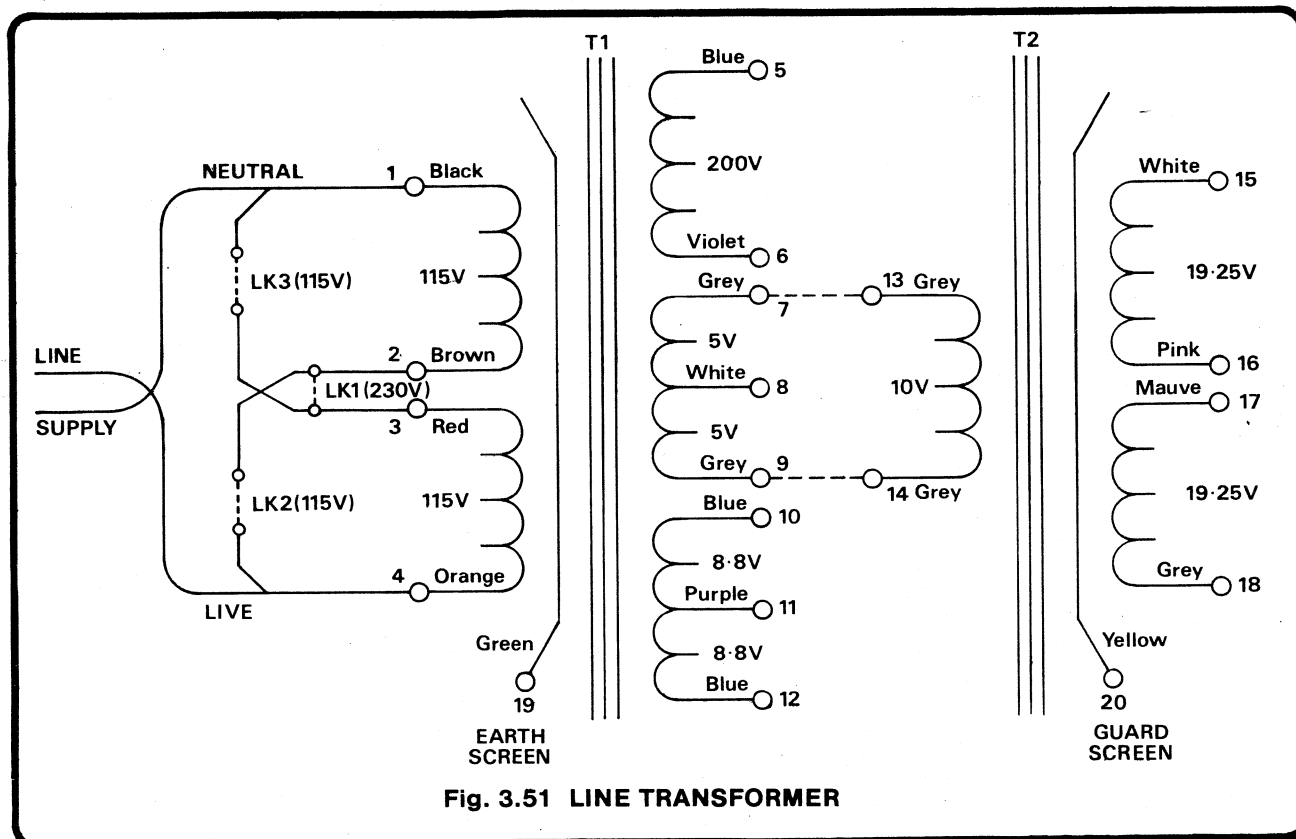 T1
T2
Blue 5
200V
Violet 6
NEUTRAL
1 Black
LK3 (115V)
115V
2 Brown
LINE
SUPPLY
LK1 (230V)
3 Red
LK2 (115V)
115V
4 Orange
LIVE
Grey
7
5V
White 8
5V
Grey 9
13 Grey
10V
14 Grey
Blue 10
8·8V
Purple 11
8·8V
Blue 12
White 15
19·25V
Pink 16
Mauve 17
19·25V
Grey 18
Green
19
EARTH
SCREEN
Yellow
20
GUARD
SCREEN
Fig. 3.51 LINE TRANSFORMER